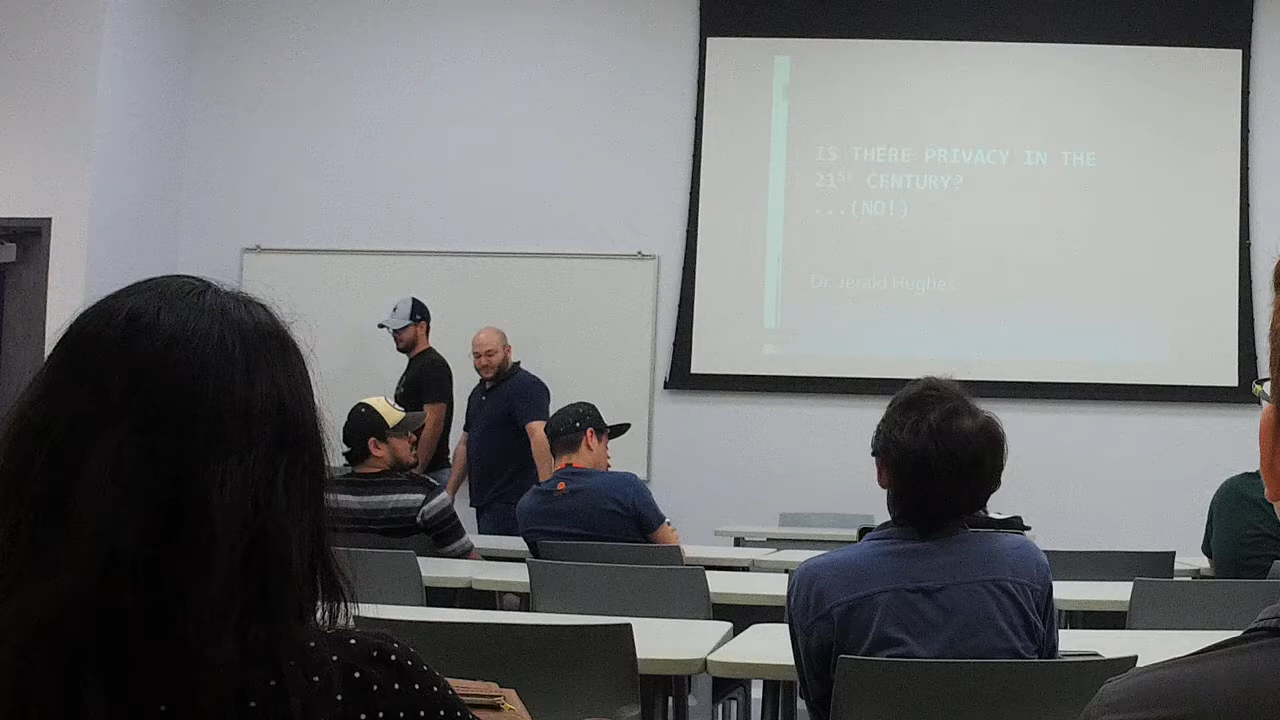 IS THERE PRIVACY IN THE
21ST CENTURY?
...(NO!)
Dr. Jerald Hughes